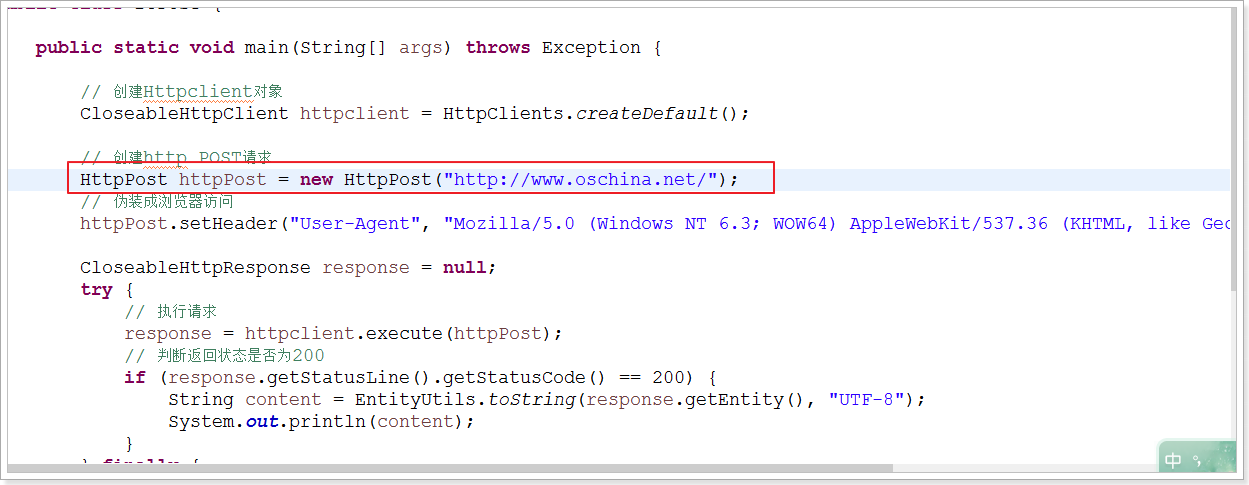 public static void main(String[] args) throws Exception {
// 创建Httpclient对象
CloseableHttpClient httpclient = HttpClients.createDefault();
// 创建http POST请求
HttpPost httpPost = new HttpPost("http://www.oschina.net/");
// 伪装成浏览器访问
httpPost.setHeader("User-Agent", "Mozilla/5.0 (Windows NT 6.3; WOW64) AppleWebKit/537.36 (KHTML, like Gec
CloseableHttpResponse response = null;
try {
// 执行请求
response = httpclient.execute(httpPost);
// 判断返回状态是否为200
if (response.getStatusLine().getStatusCode() == 200) {
String content = EntityUtils.toString(response.getEntity(), "UTF-8");
System.out.println(content);
}
} finally {
中 °,